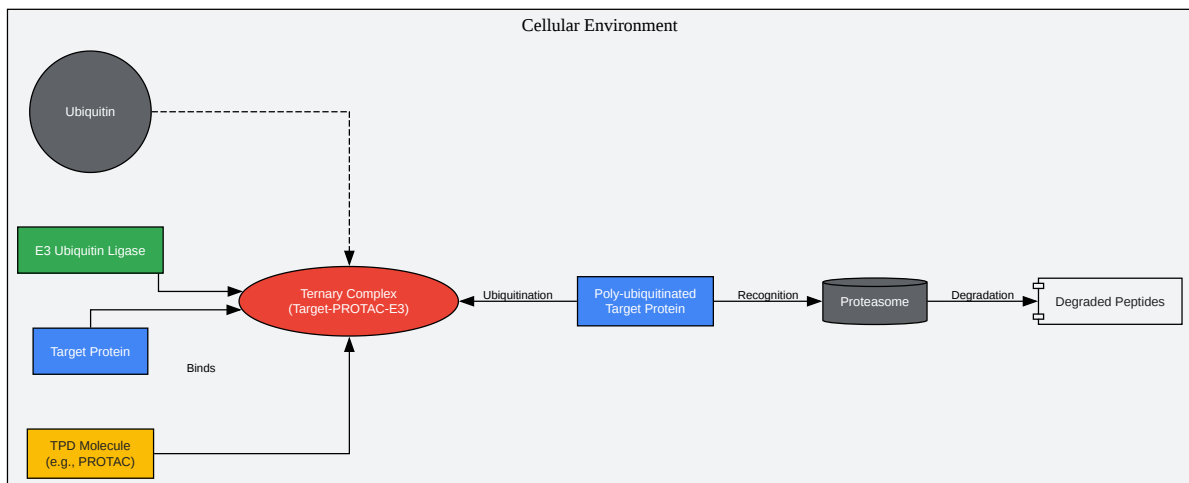 Cellular Environment
Ubiquitin
E3 Ubiquitin Ligase
Target Protein
Binds
TPD Molecule
(e.g., PROTAC)
Ternary Complex
(Target-PROTAC-E3)
Ubiquitination
Poly-ubiquitinated
Target Protein
Recognition
Proteasome
Degradation
Degraded Peptides